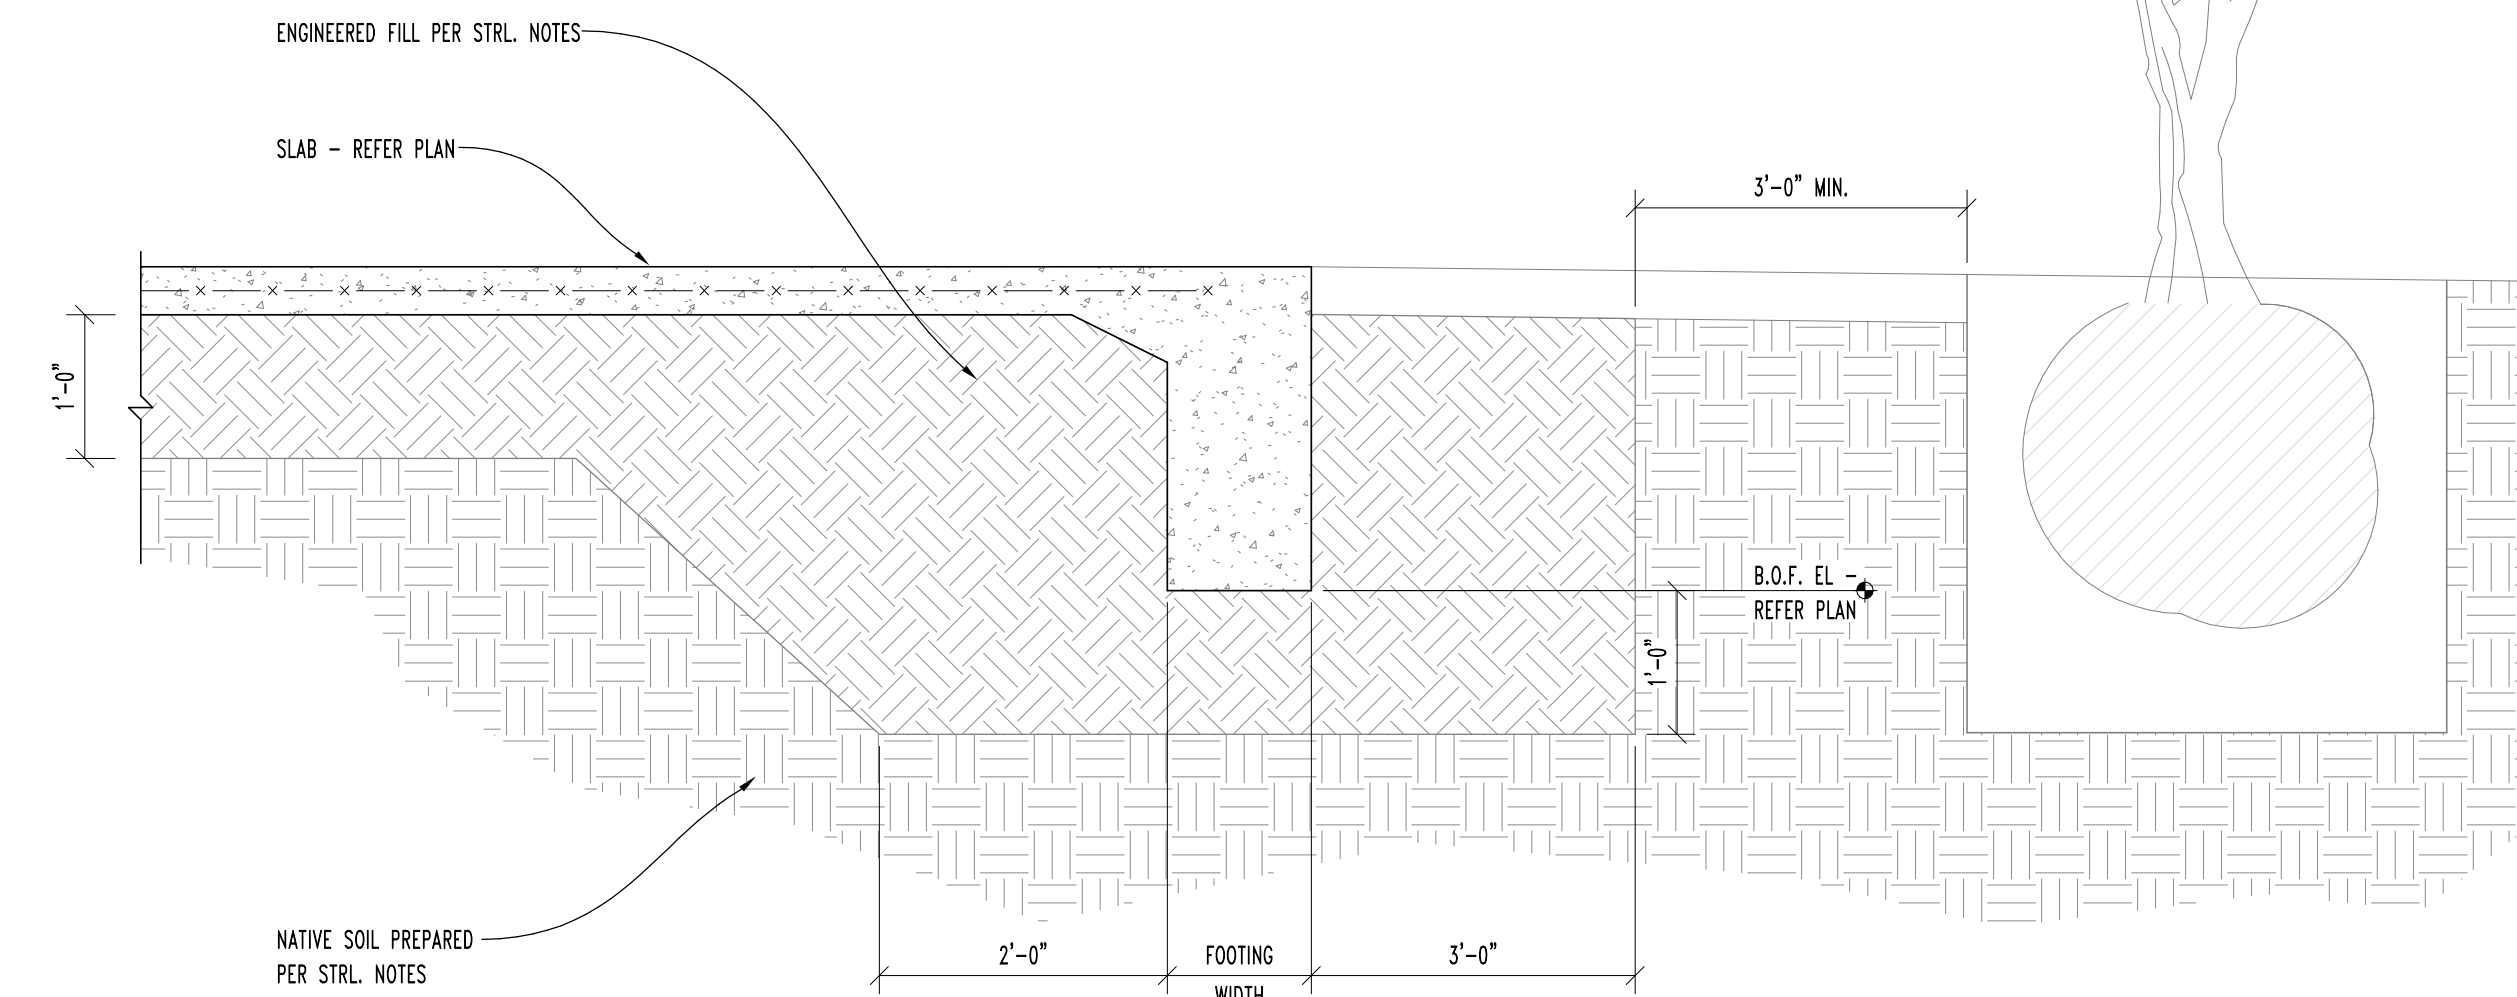 ENGINEERED FILL PER STRL. NOTES
SLAB – REFER PLAN
3'–0" MIN.
1'–0"
B.O.F. EL –
REFER PLAN
1'–0"
NATIVE SOIL PREPARED
PER STRL. NOTES
2'–0"
FOOTING
WIDTH
3'–0"